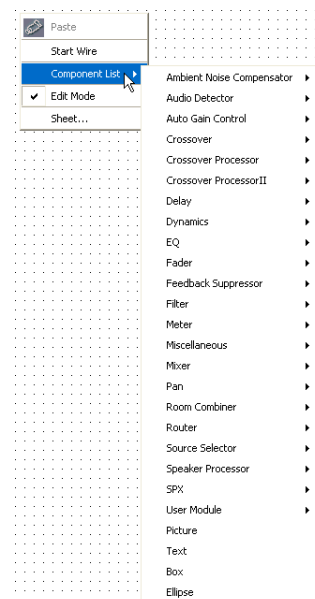 Paste
Start Wire
Component List
Edit Mode
Sheet...
Ambient Noise Compensator
Audio Detector
Auto Gain Control
Crossover
Crossover Processor
Crossover ProcessorII
Delay
Dynamics
EQ
Fader
Feedback Suppressor
Filter
Meter
Miscellaneous
Mixer
Pan
Room Combiner
Router
Source Selector
Speaker Processor
SPX
User Module
Picture
Text
Box
Ellipse